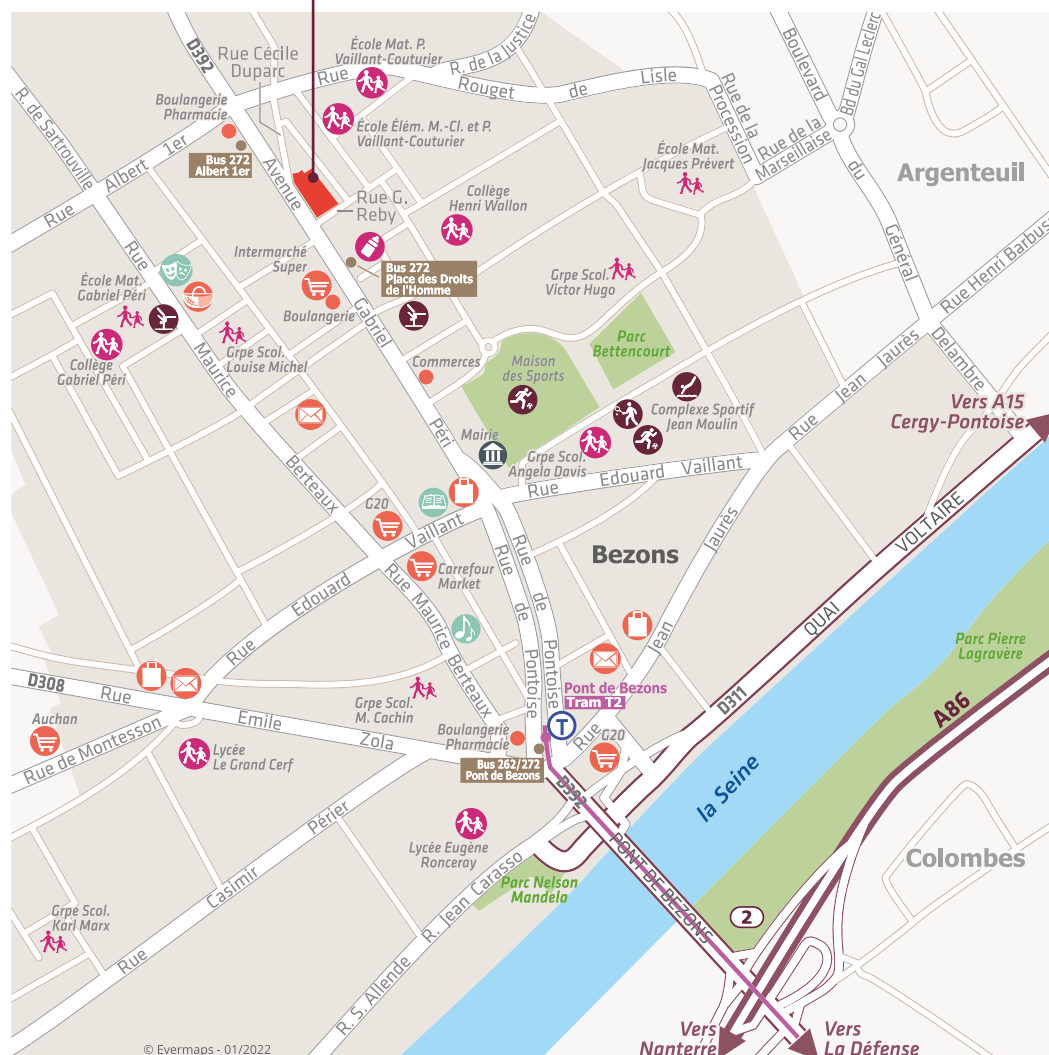 D392
Rue Cécile
Duparc
École Mat. P.
Vaillant-Couturier
R. de la Justice
Rue Rouget de Lisle
Boulevard du Général Delambre
Bd du Gal Leclerc
R. de Sartrouville
Boulangerie
Pharmacie
École Élém. M.-Cl. et P.
Vaillant-Couturier
Rue de la
Procession
Rue de la
Marseillaise
Bus 272
Albert 1er
Rue Albert 1er
Avenue Gabriel Péri
École Mat.
Jacques Prévert
Argenteuil
Rue G.
Reby
Collège
Henri Wallon
Intermarché
Super
Bus 272
Place des Droits
de l'Homme
Grpe Scol.
Victor Hugo
Rue Henri Barbusse
École Mat.
Gabriel Péri
Boulangerie
Rue Maurice Berteaux
Grpe Scol.
Louise Michel
Collège
Gabriel Péri
Parc
Bettencourt
Commerces
Maison
des Sports
Rue Jean Jaurès
Complexe Sportif
Jean Moulin
Vers A15
Cergy-Pontoise
Mairie
Grpe Scol.
Angela Davis
Rue Edouard Vaillant
G20
Rue Edouard Vaillant
Carrefour
Market
Rue de Pontoise
Rue de Pontoise
Bezons
QUAI VOLTAIRE
Rue Maurice Berteaux
Rue Jean Jaurès
Parc Pierre
Lagravère
D308
Rue Emile Zola
Grpe Scol.
M. Cachin
Pont de Bezons
Tram T2
T
D311
A86
Auchan
Rue de Montesson
Lycée
Le Grand Cerf
Boulangerie
Pharmacie
G20
Bus 262/272
Pont de Bezons
D392
la Seine
Rue Casimir Périer
Lycée Eugène
Ronceray
Colombes
R. Jean Carasso
Parc Nelson
Mandela
PONT DE BEZONS
2
Grpe Scol.
Karl Marx
R. S. Allende
Vers
Nanterre
Vers
La Défense
© Evermaps - 01/2022